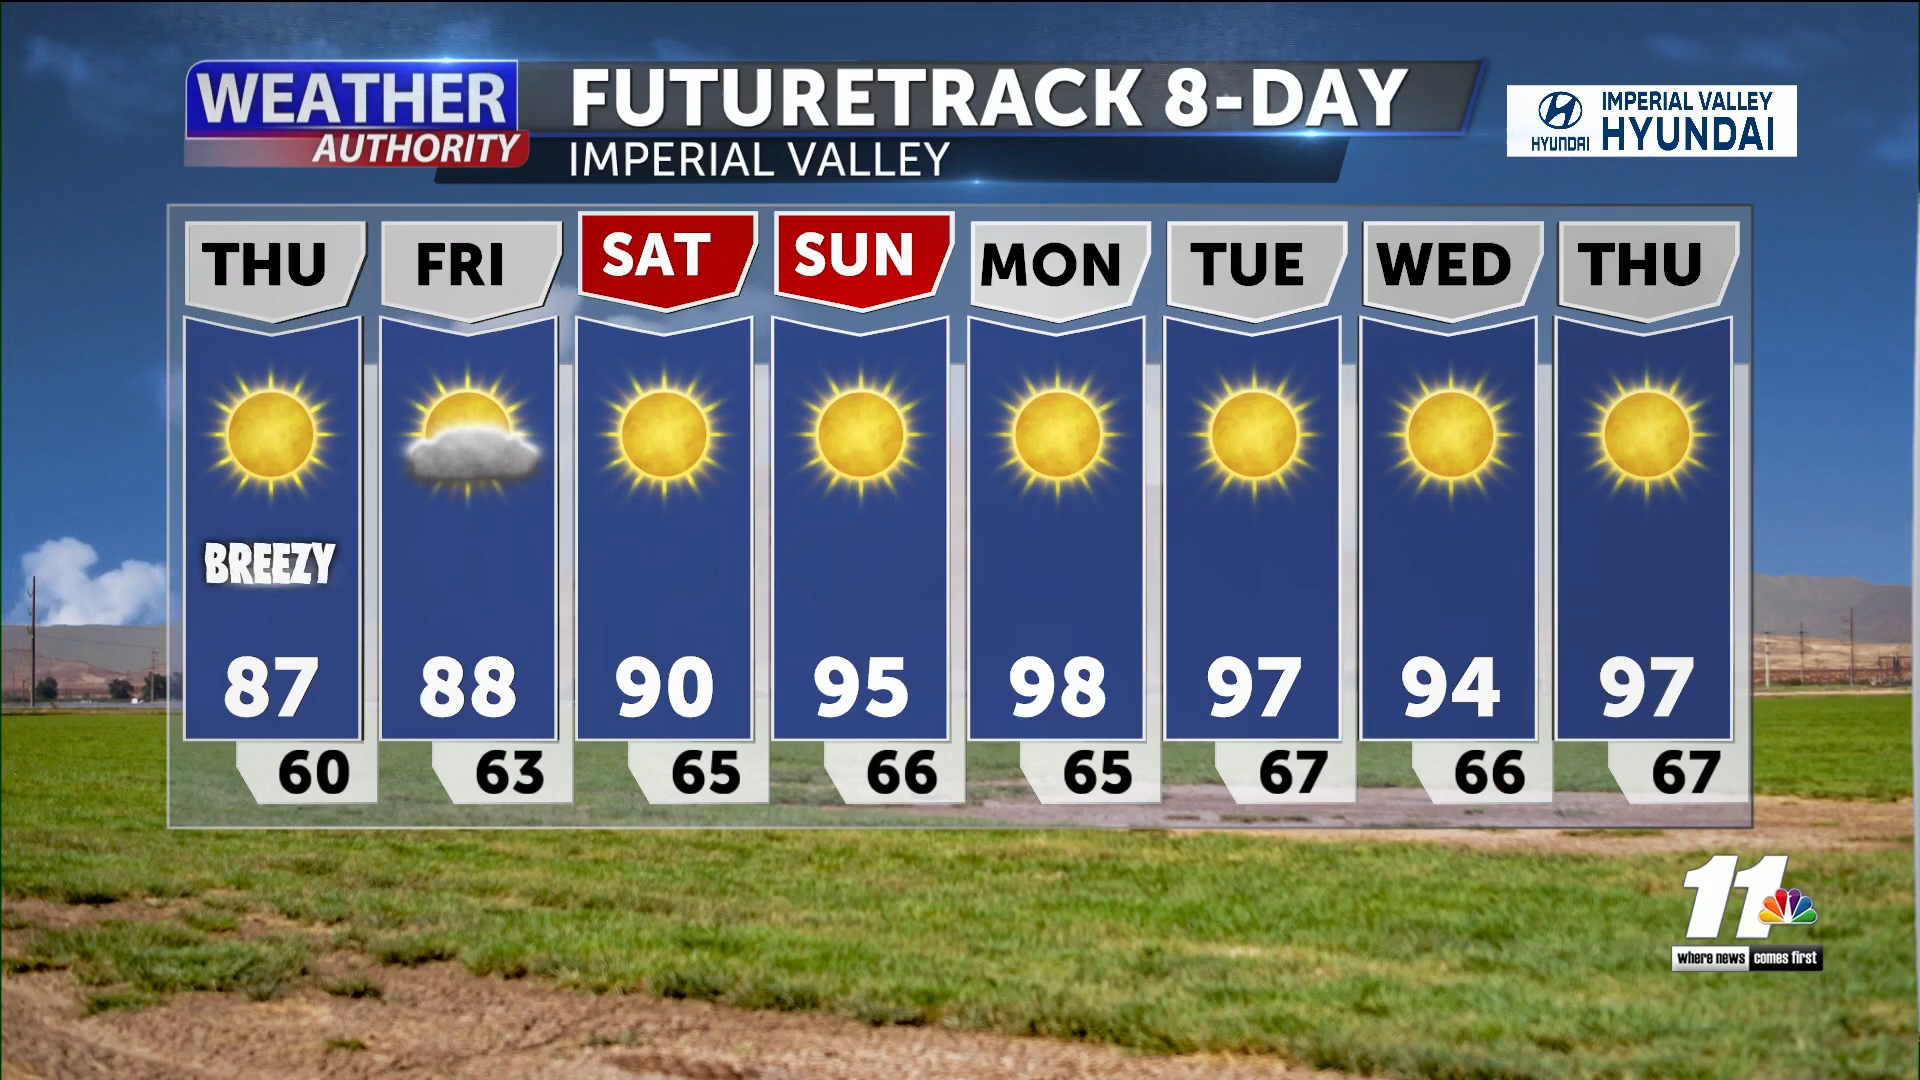 WEATHER
AUTHORITY
FUTURETRACK 8-DAY
IMPERIAL VALLEY
HYUNDAI
IMPERIAL VALLEY
HYUNDAI
THU FRI SAT SUN MON TUE WED THU
BREEZY
87 88 90 95 98 97 94 97
60 63 65 66 65 67 66 67
11
where news comes first